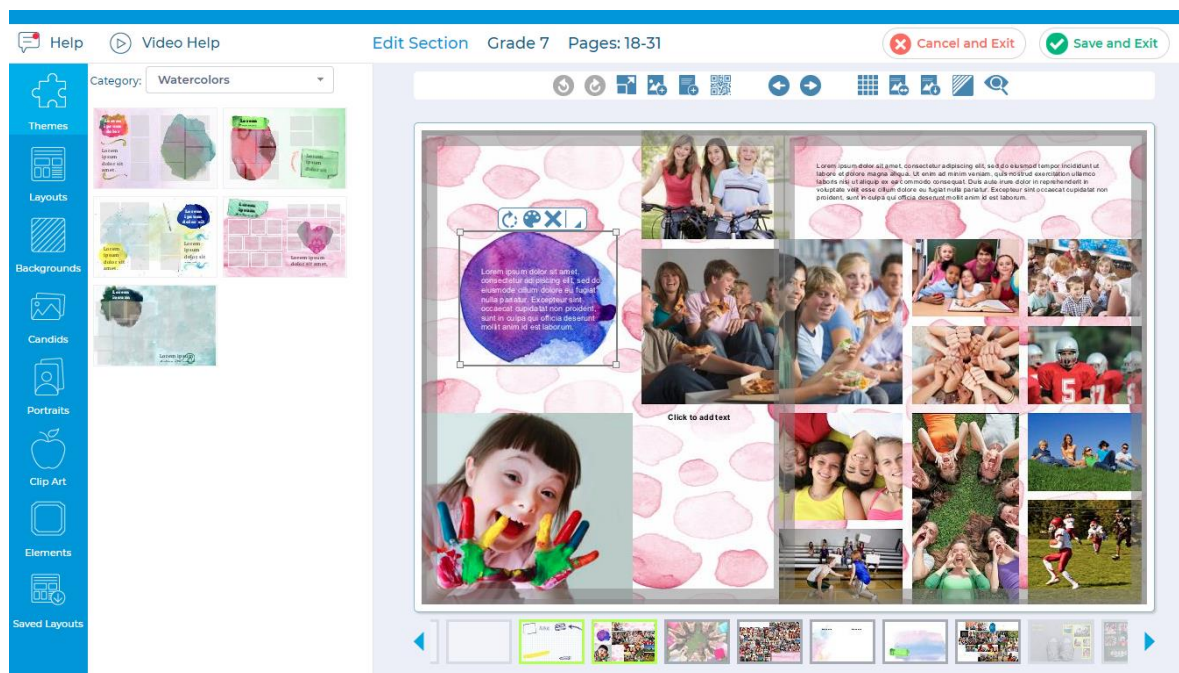 Help
Video Help
Edit Section Grade 7 Pages: 18-31
Cancel and Exit
Save and Exit
Themes
Layouts
Backgrounds
Candids
Portraits
Clip Art
Elements
Saved Layouts
Category: Watercolors
Lorem ipsum dolor sit amet, consectetur adipiscing elit, sed do eiusmod tempor incididunt ut
labore et dolore magna aliqua. Ut enim ad minim veniam, quis nostrud exercitation ullamco
laboris nisi ut aliquip ex ea commodo consequat. Duis aute irure dolor in reprehenderit in
voluptate velit esse cillum dolore eu fugiat nulla pariatur. Excepteur sint occaecat cupidatat non
proident, sunt in culpa qui officia deserunt mollit anim id est laborum.
Lorem ipsum dolor sit amet,
consectetur adipiscing elit, sed do
eiusmode cillum dolore eu fugiat
nulla pariatur. Excepteur sint
occaecat cupidatat non proident,
sunt in culpa qui officia deserunt
mollit anim id est laborum.
Click to add text
5